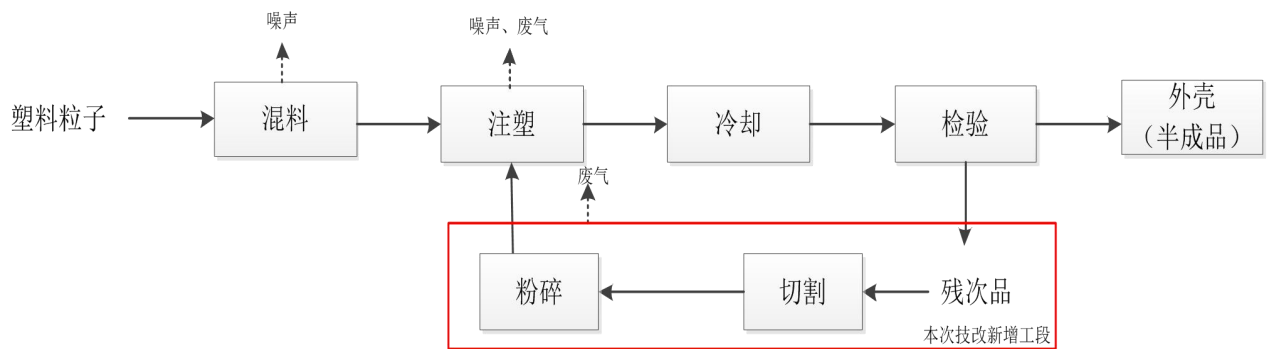 噪声
噪声、废气
塑料粒子
混料
注塑
冷却
检验
外壳
（半成品）
废气
粉碎
切割
残次品
本次技改新增工段